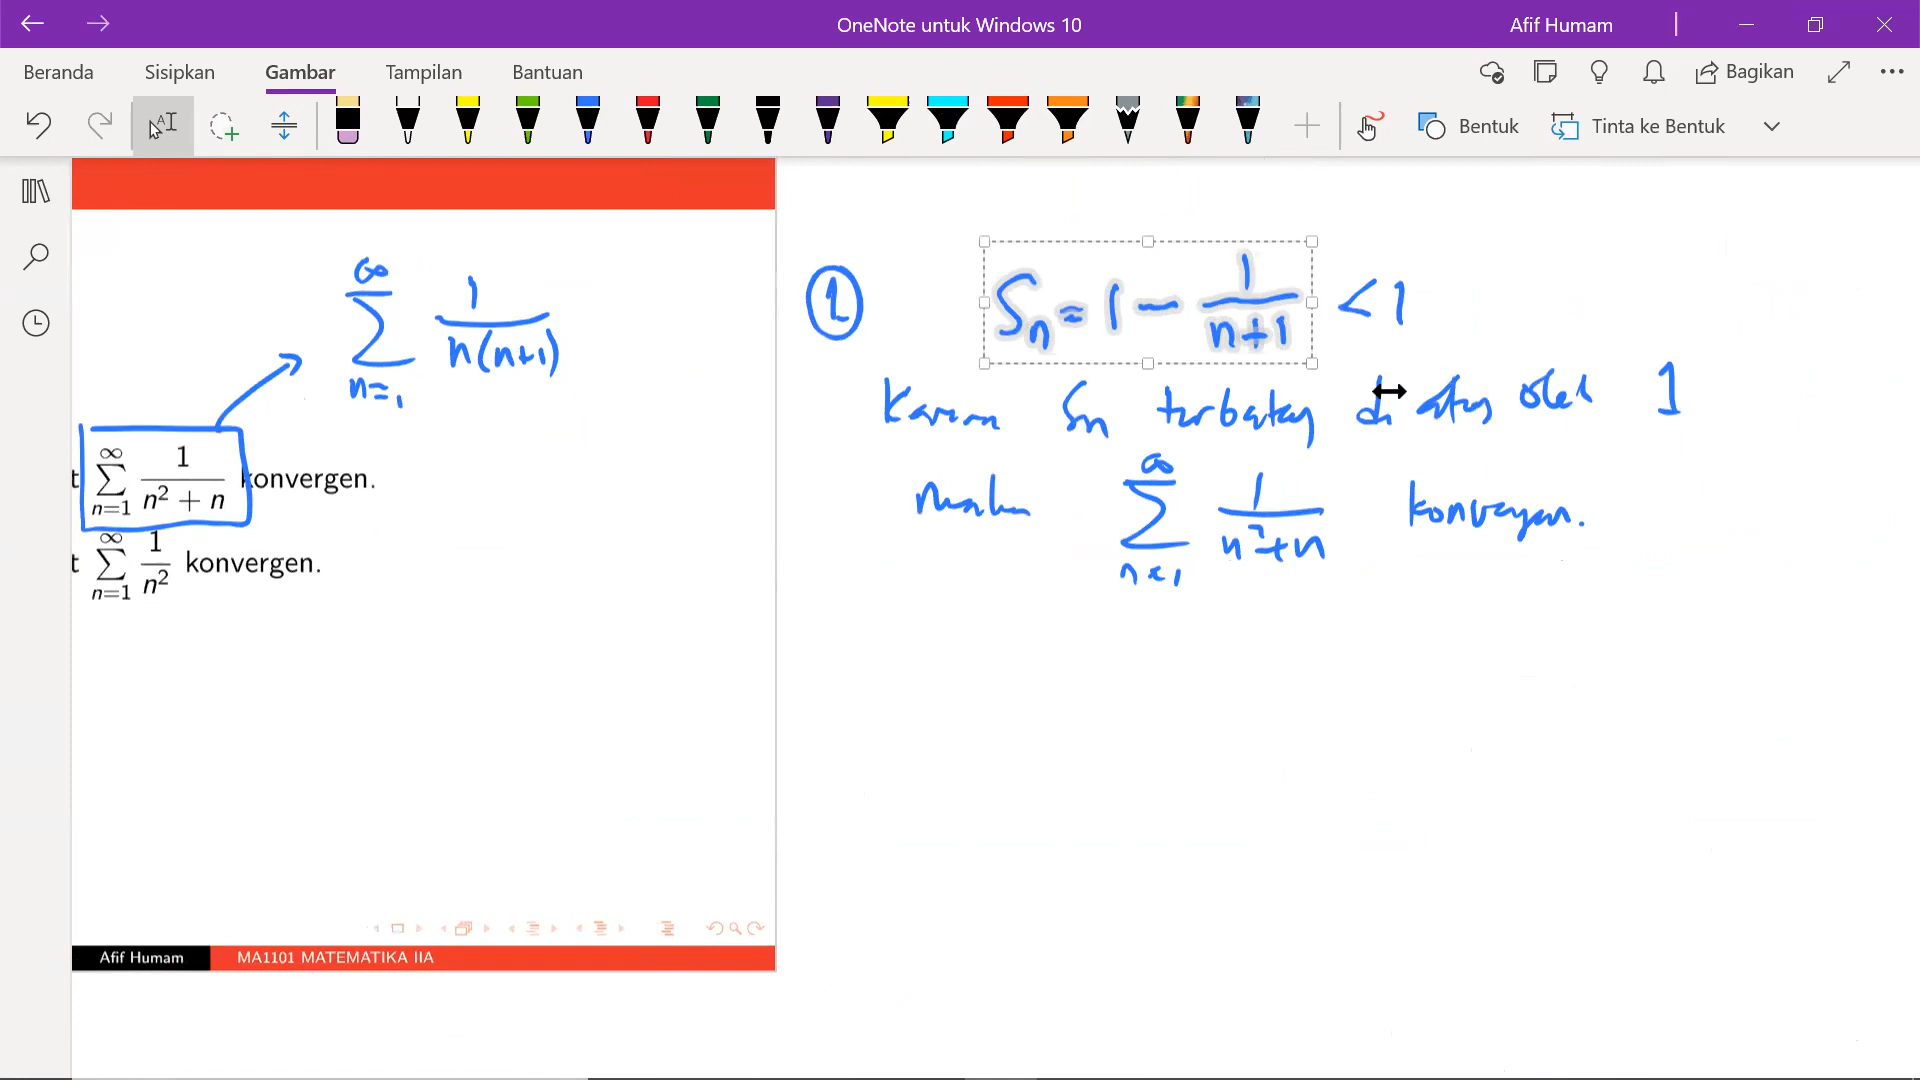 OneNote untuk Windows 10
Afif Humam
Beranda Sisipkan Gambar Tampilan Bantuan
Bagikan
Bentuk Tinta ke Bentuk
∞ ∑ n=1 1/(n(n+1))
t ∞ ∑ n=1 1/(n² + n) konvergen.
t ∞ ∑ n=1 1/n² konvergen.
Afif Humam MA1101 MATEMATIKA IIA
1 Sn = 1 − 1/(n+1) < 1
Karena Sn terbatas di atas oleh 1
maka ∞ ∑ n=1 1/(n²+n) konvergen.